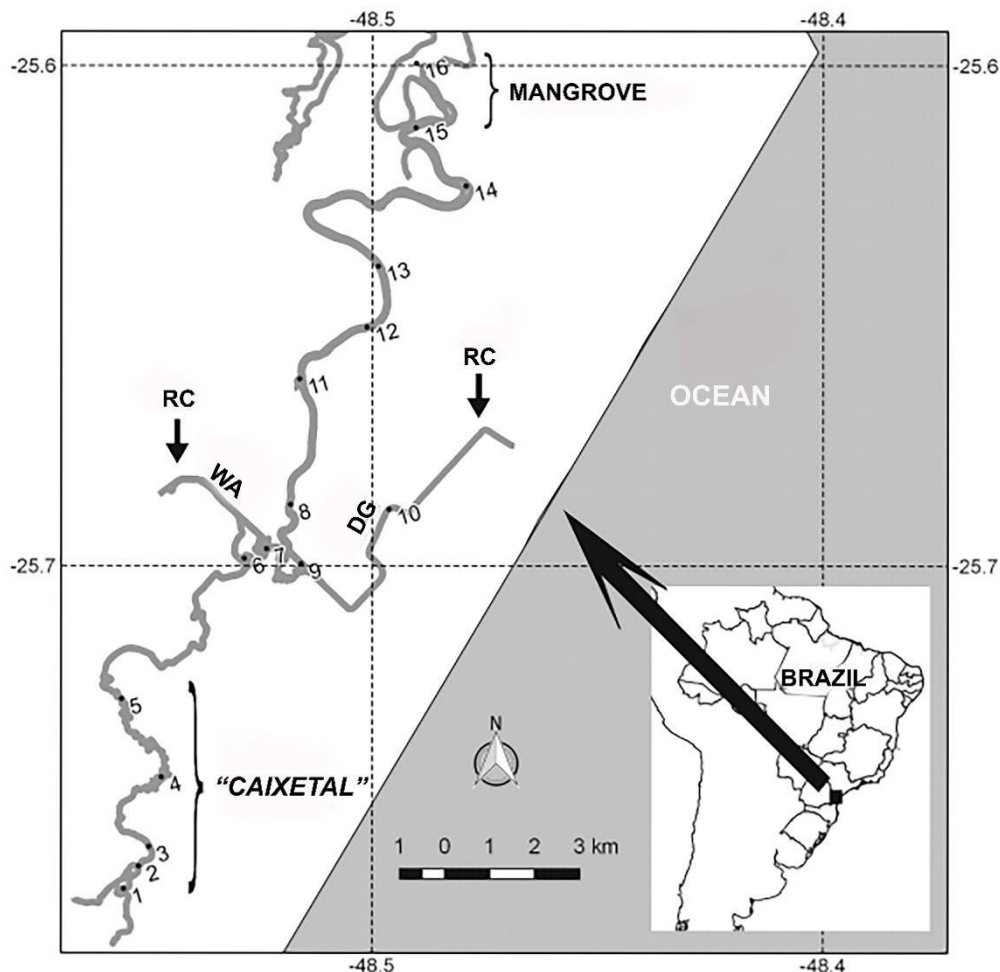 -48.5
-48.4
-25.6
-25.6
16
MANGROVE
15
14
13
12
RC
11
RC
OCEAN
WA
8
DG
10
7
6
9
-25.7
-25.7
BRAZIL
5
N
4
"CAIXETAL"
1 0 1 2 3 km
3
2
1
-48.5
-48.4